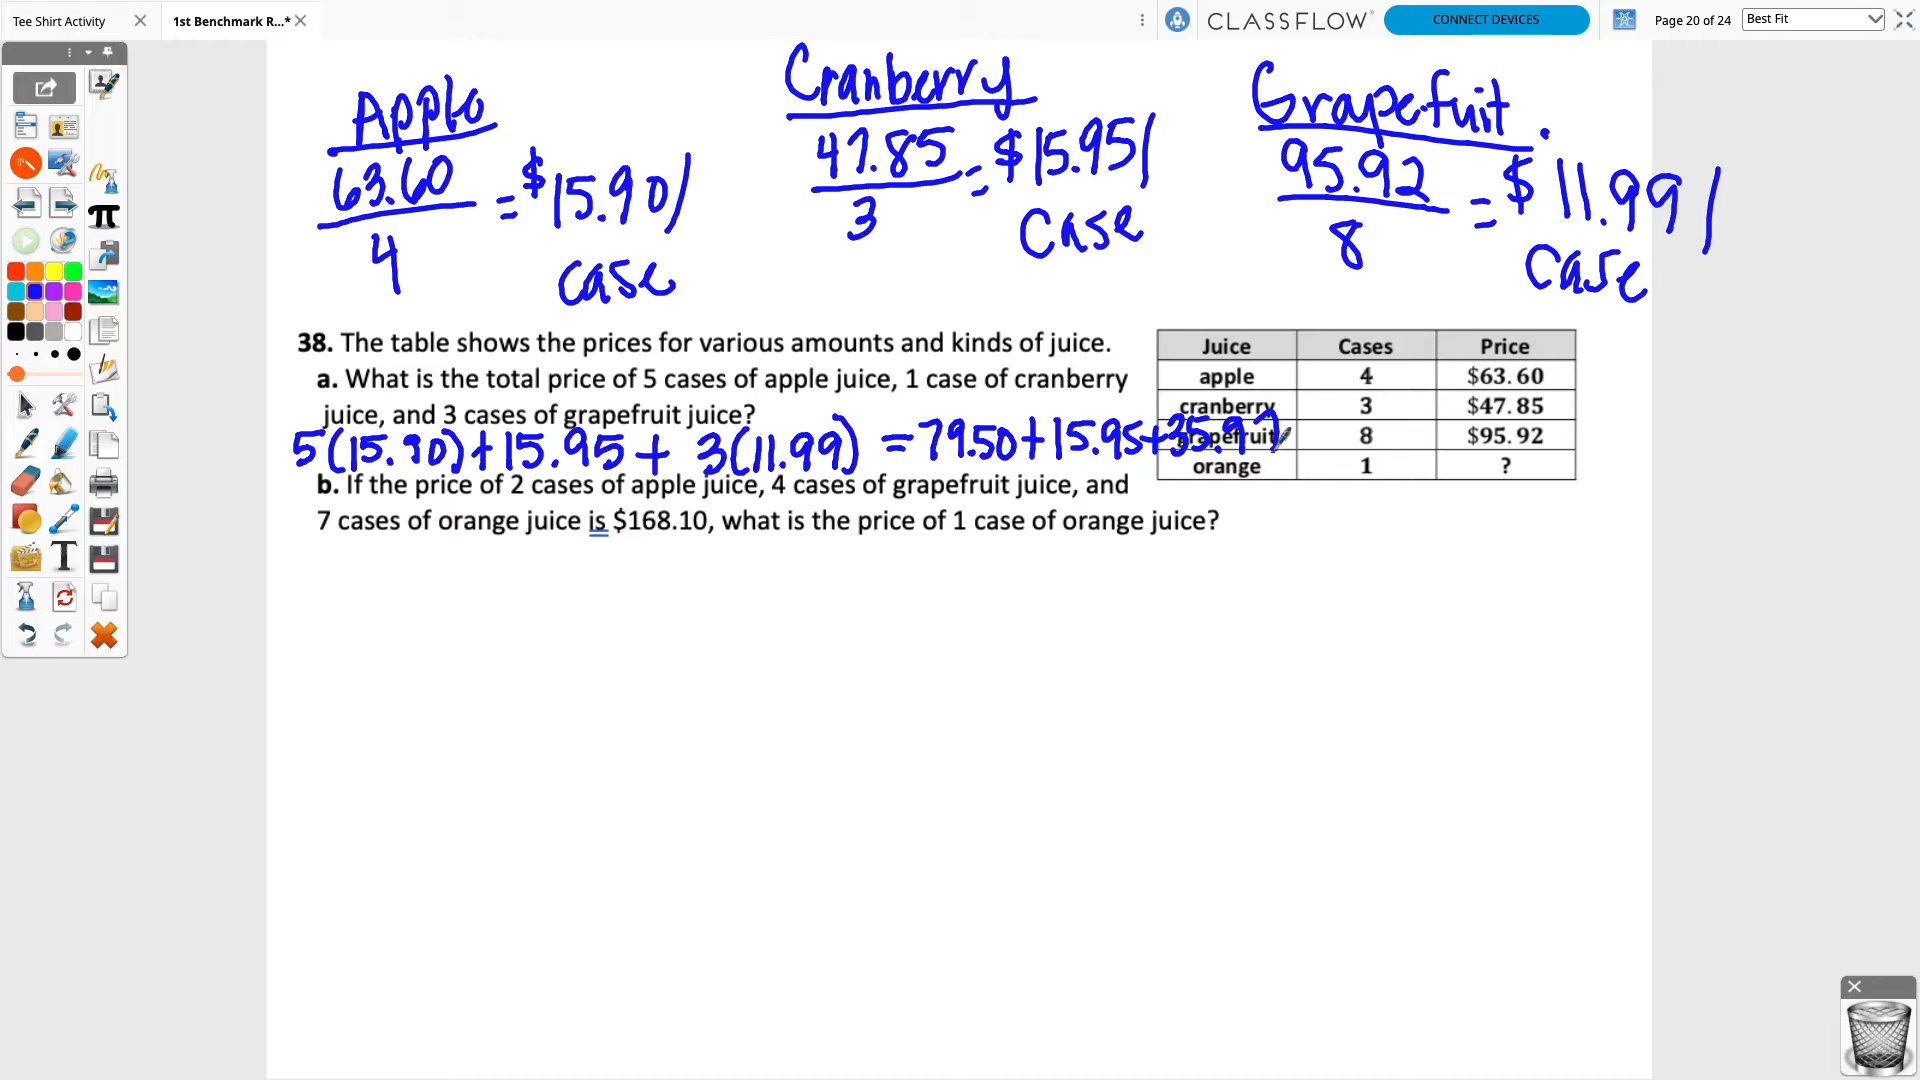 Tee Shirt Activity
1st Benchmark R...*
CLASSFLOW
CONNECT DEVICES
Page 20 of 24
Best Fit
Apple
63.60
4
= $15.90/
case
Cranberry
47.85
3
= $15.95/
case
Grapefuit
95.92
8
= $11.99/
case
38. The table shows the prices for various amounts and kinds of juice.
a. What is the total price of 5 cases of apple juice, 1 case of cranberry
juice, and 3 cases of grapefruit juice?
5(15.90)+15.95 + 3(11.99) = 79.50+15.95+35.97
b. If the price of 2 cases of apple juice, 4 cases of grapefruit juice, and
7 cases of orange juice is $168.10, what is the price of 1 case of orange juice?
Juice Cases Price
apple 4 $63.60
cranberry 3 $47.85
grapefruit 8 $95.92
orange 1 ?